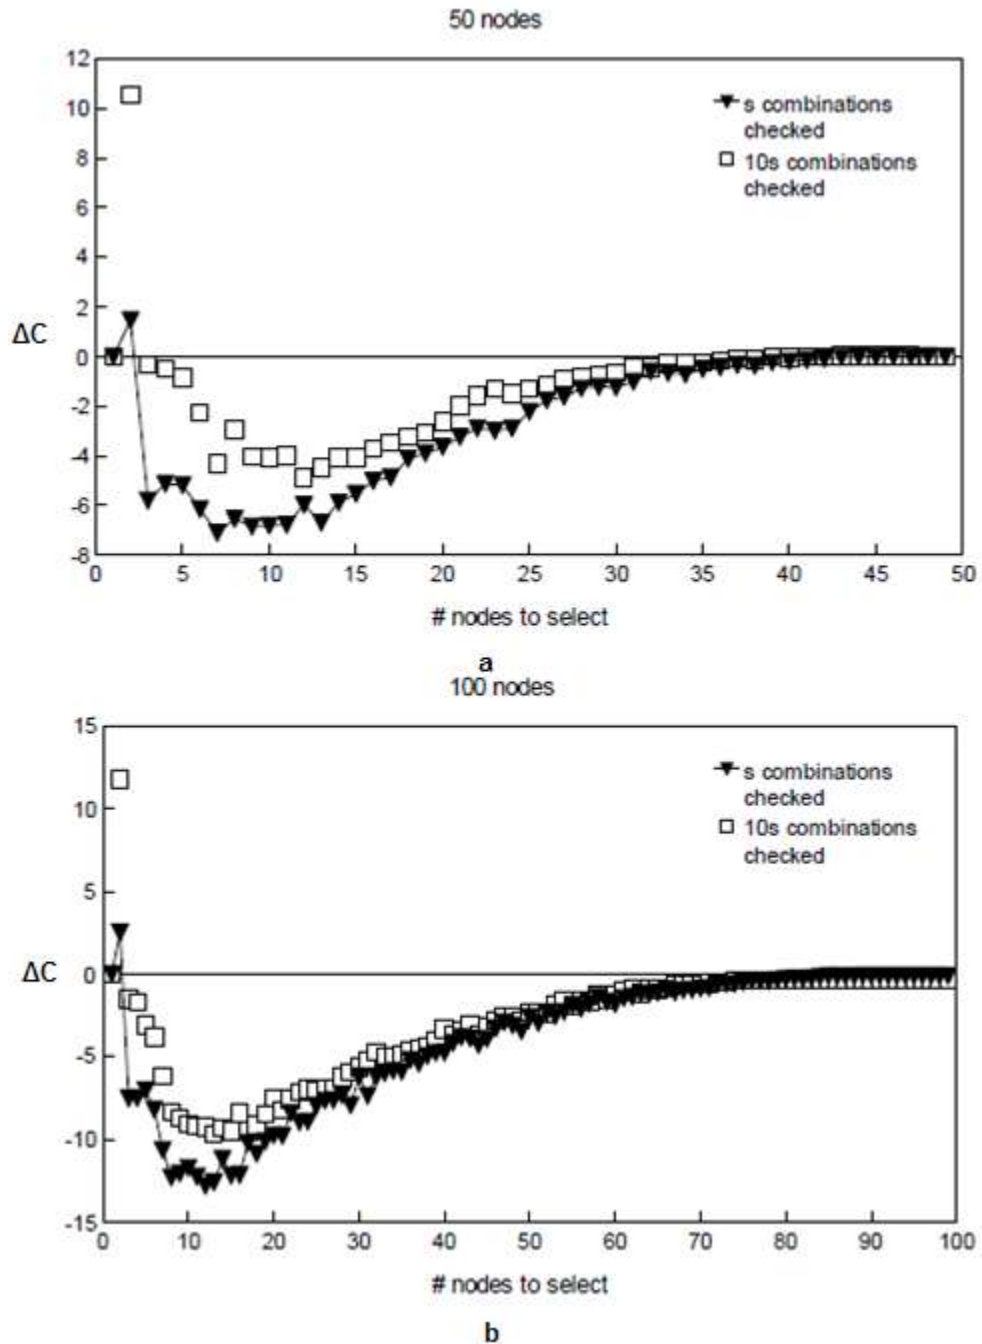 50 nodes
12
10
8
6
4
2
0
-2
-4
-6
-8
ΔC
s combinations
checked
10s combinations
checked
0 5 10 15 20 25 30 35 40 45 50
# nodes to select
a
100 nodes
15
10
5
0
-5
-10
-15
ΔC
s combinations
checked
10s combinations
checked
0 10 20 30 40 50 60 70 80 90 100
# nodes to select
b